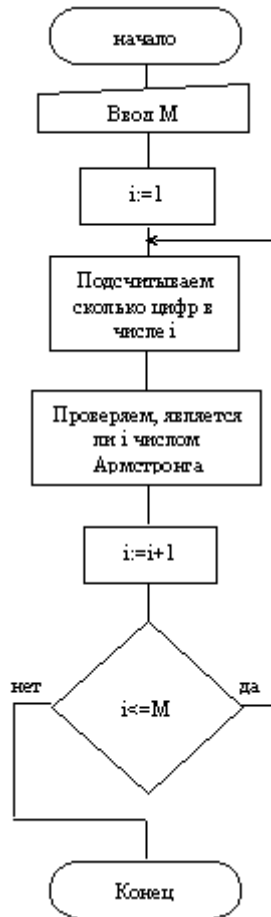 начало
Ввод М
i:=1
Подсчитываем
сколько цифр в
числе i
Проверяем, является
ли i числом
Армстронга
i:=i+1
нет
да
i<=M
Конец